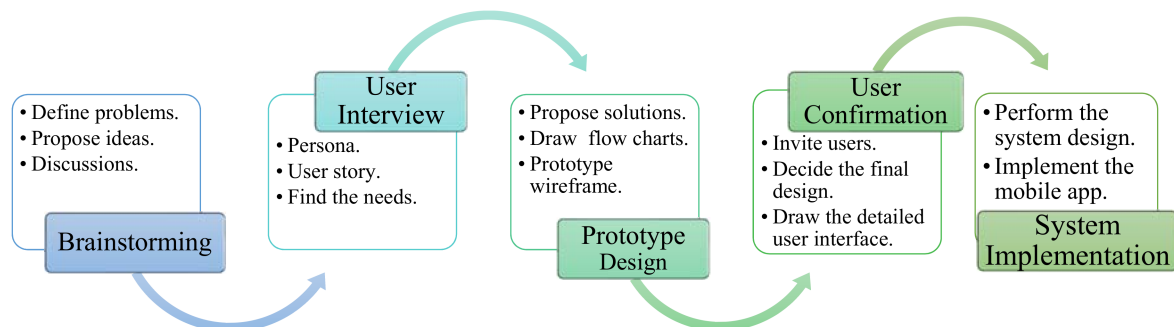 • Define problems.
• Propose ideas.
• Discussions.
Brainstorming
User
Interview
• Persona.
• User story.
• Find the needs.
• Propose solutions.
• Draw flow charts.
• Prototype
wireframe.
Prototype
Design
User
Confirmation
• Invite users.
• Decide the final
design.
• Draw the detailed
user interface.
• Perform the
system design.
• Implement the
mobile app.
System
Implementation